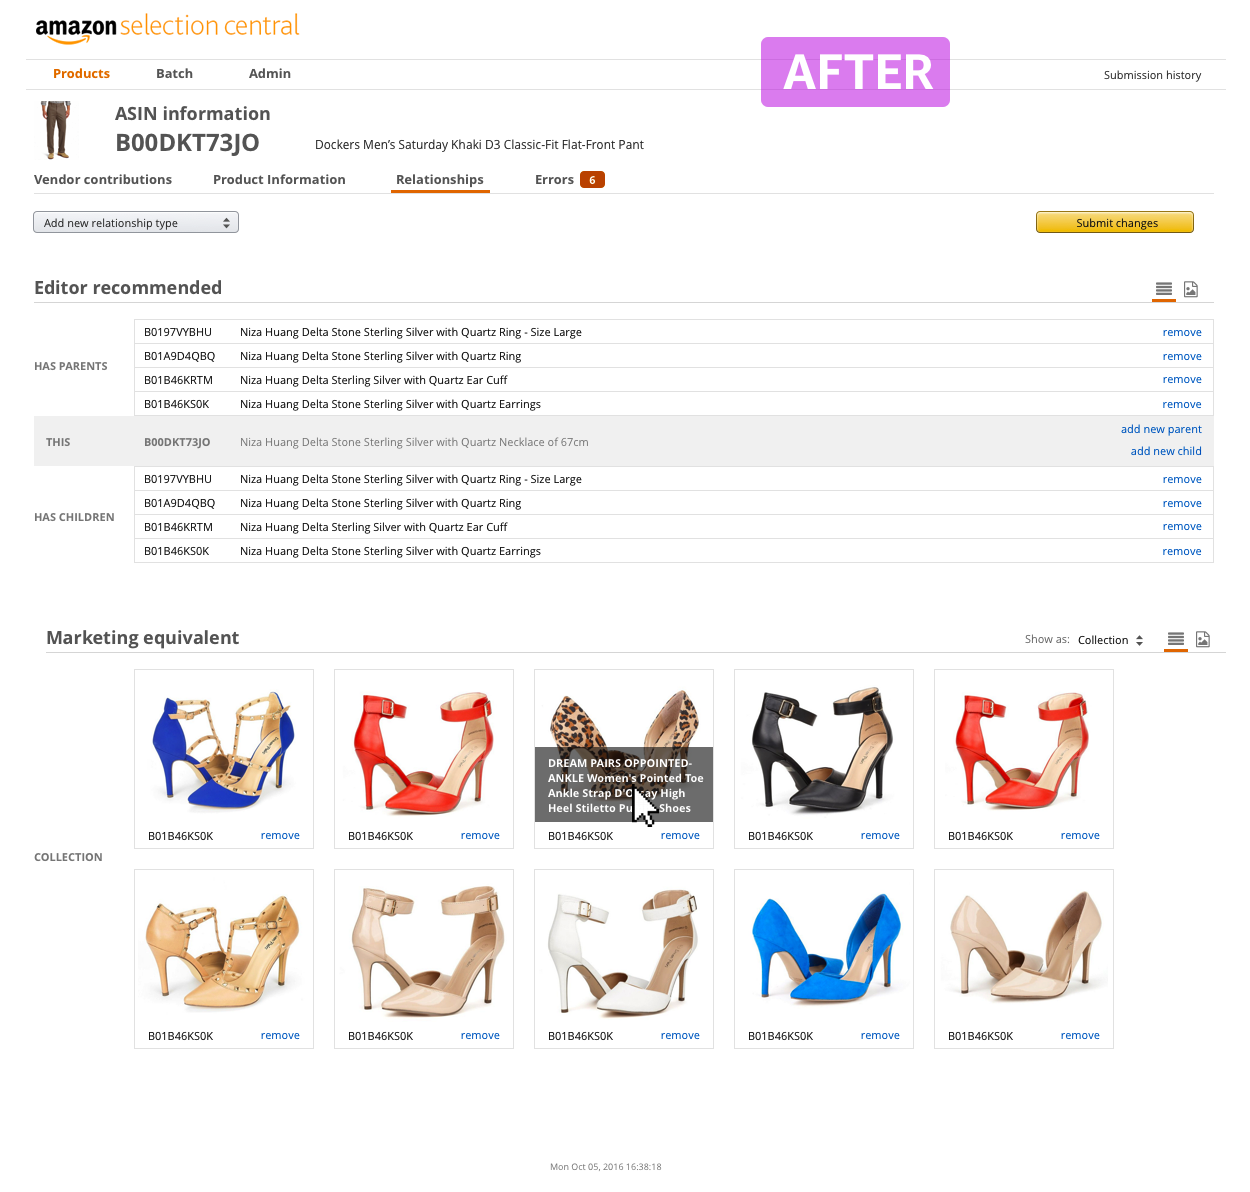 amazon selection central
AFTER
Products Batch Admin Submission history
ASIN information
B00DKT73JO Dockers Men’s Saturday Khaki D3 Classic-Fit Flat-Front Pant
Vendor contributions Product Information Relationships Errors 6
Add new relationship type Submit changes
Editor recommended
HAS PARENTS
B0197VYBHU Niza Huang Delta Stone Sterling Silver with Quartz Ring - Size Large remove
B01A9D4QBQ Niza Huang Delta Stone Sterling Silver with Quartz Ring remove
B01B46KRTM Niza Huang Delta Sterling Silver with Quartz Ear Cuff remove
B01B46KS0K Niza Huang Delta Stone Sterling Silver with Quartz Earrings remove
THIS B00DKT73JO Niza Huang Delta Stone Sterling Silver with Quartz Necklace of 67cm
add new parent
add new child
HAS CHILDREN
B0197VYBHU Niza Huang Delta Stone Sterling Silver with Quartz Ring - Size Large remove
B01A9D4QBQ Niza Huang Delta Stone Sterling Silver with Quartz Ring remove
B01B46KRTM Niza Huang Delta Sterling Silver with Quartz Ear Cuff remove
B01B46KS0K Niza Huang Delta Stone Sterling Silver with Quartz Earrings remove
Marketing equivalent Show as: Collection
COLLECTION
DREAM PAIRS OPPOINTED-
ANKLE Women's Pointed Toe
Ankle Strap High
Heel Stiletto Shoes
B01B46KS0K remove B01B46KS0K remove B01B46KS0K remove B01B46KS0K remove B01B46KS0K remove
B01B46KS0K remove B01B46KS0K remove B01B46KS0K remove B01B46KS0K remove B01B46KS0K remove
Mon Oct 05, 2016 16:38:18